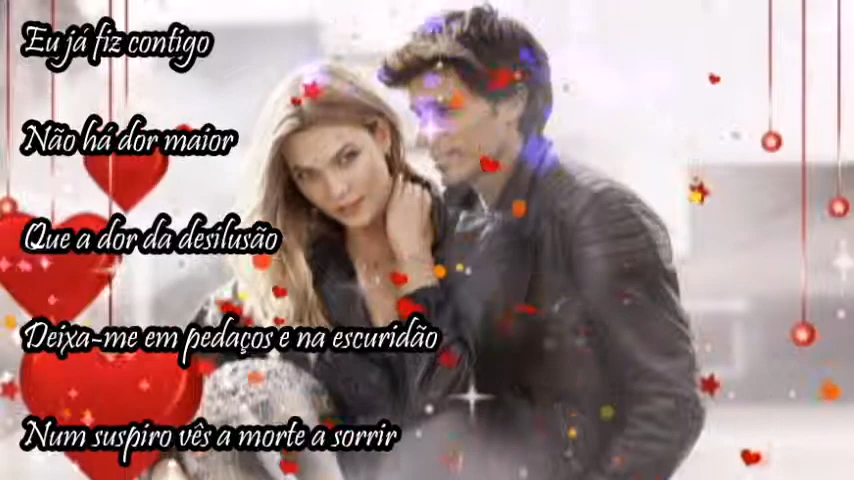 Eu já fiz contigo
Não há dor maior
Que a dor da desilusão
Deixa-me em pedaços e na escuridão
Num suspiro vês a morte a sorrir